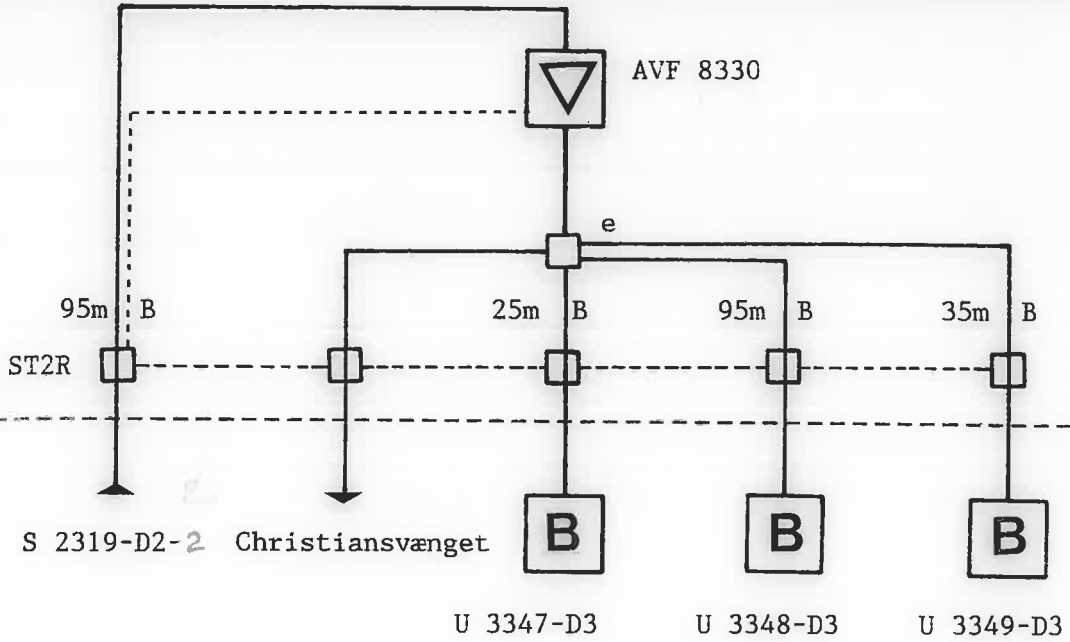 AVF 8330
e
95m B
25m B
95m B
35m B
ST2R
S 2319-D2-2
Christiansvænget
B
B
B
U 3347-D3
U 3348-D3
U 3349-D3